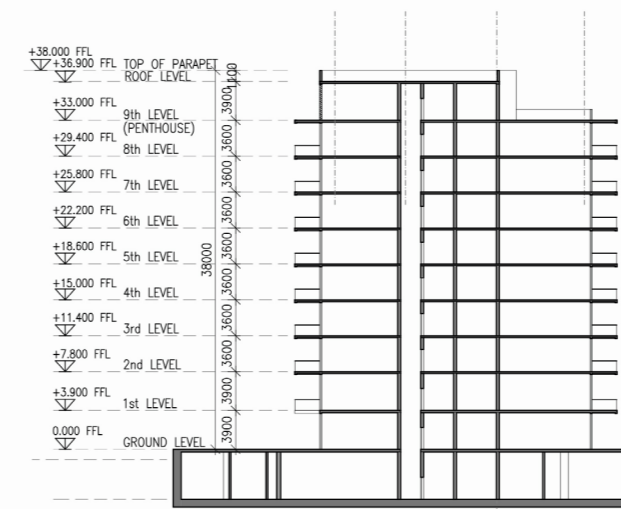 +38.000 FFL
+36.900 FFL TOP OF PARAPET
ROOF LEVEL
+33.000 FFL
9th LEVEL
(PENTHOUSE)
+29.400 FFL
8th LEVEL
+25.800 FFL
7th LEVEL
+22.200 FFL
6th LEVEL
+18.600 FFL
5th LEVEL
+15.000 FFL
4th LEVEL
+11.400 FFL
3rd LEVEL
+7.800 FFL
2nd LEVEL
+3.900 FFL
1st LEVEL
0.000 FFL
GROUND LEVEL
38000
1100
3900
3600
3600
3600
3600
3600
3600
3600
3900
3900